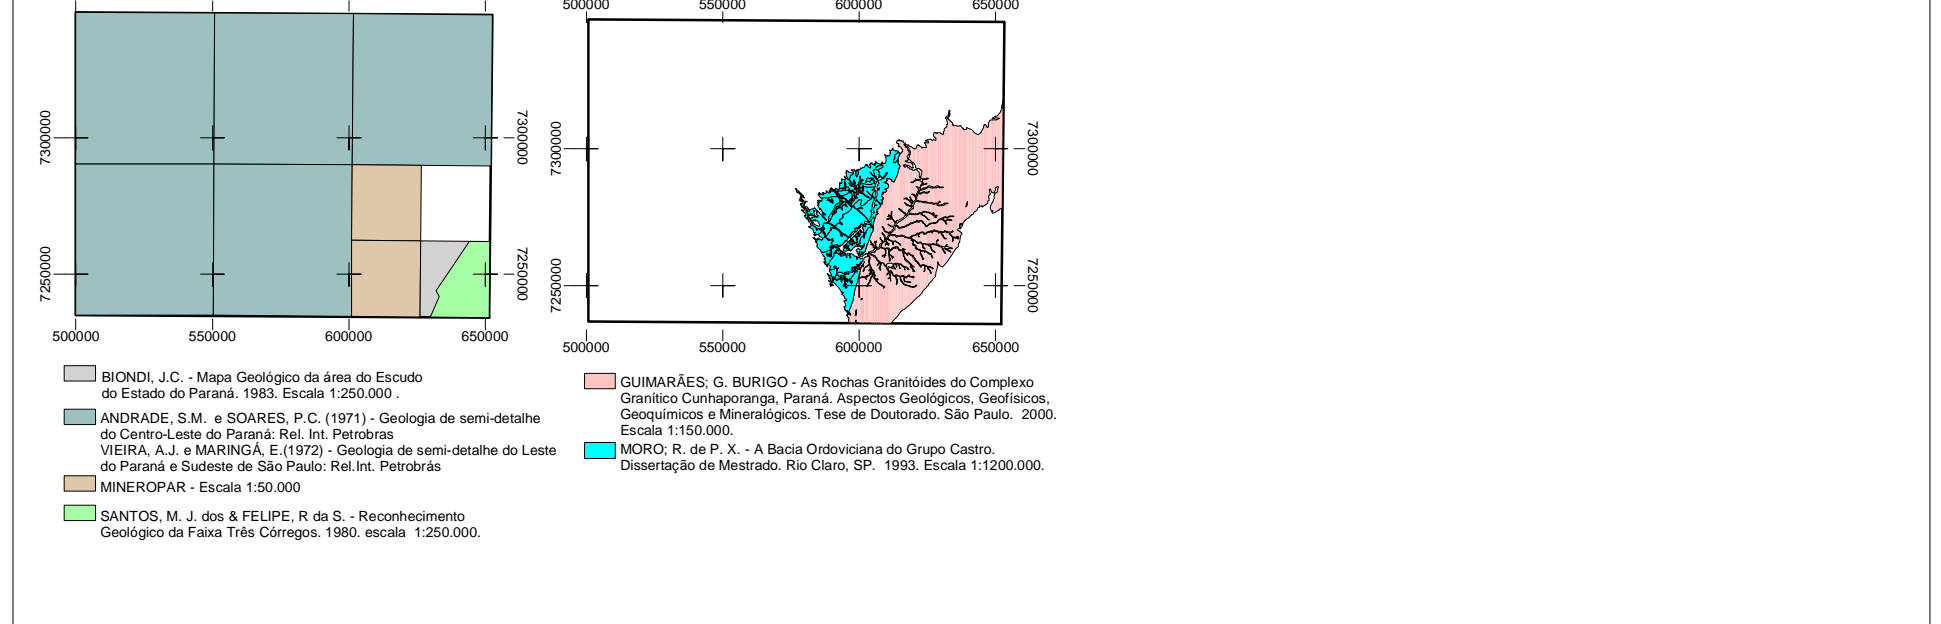 7300000
7300000
7250000
7250000
500000
550000
600000
650000
BIONDI, J.C. - Mapa Geológico da área do Escudo
do Estado do Paraná. 1983. Escala 1:250.000 .
ANDRADE, S.M. e SOARES, P.C. (1971) - Geologia de semi-detalhe
do Centro-Leste do Paraná: Rel. Int. Petrobras
VIEIRA, A.J. e MARINGÁ, E.(1972) - Geologia de semi-detalhe do Leste
do Paraná e Sudeste de São Paulo: Rel.Int. Petrobrás
MINEROPAR - Escala 1:50.000
SANTOS, M. J. dos & FELIPE, R da S. - Reconhecimento
Geológico da Faixa Três Córregos. 1980. escala 1:250.000.
500000
550000
600000
650000
7300000
7300000
7250000
7250000
500000
550000
600000
650000
GUIMARÃES; G. BURIGO - As Rochas Granitóides do Complexo
Granítico Cunhaporanga, Paraná. Aspectos Geológicos, Geofísicos,
Geoquímicos e Mineralógicos. Tese de Doutorado. São Paulo. 2000.
Escala 1:150.000.
MORO; R. de P. X. - A Bacia Ordoviciana do Grupo Castro.
Dissertação de Mestrado. Rio Claro, SP. 1993. Escala 1:1200.000.